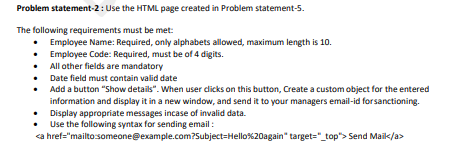 Problem statement-2 : Use the HTML page created in Problem statement-5.
The following requirements must be met:
• Employee Name: Required, only alphabets allowed, maximum length is 10.
• Employee Code: Required, must be of 4 digits.
• All other fields are mandatory
• Date field must contain valid date
• Add a button "Show details". When user clicks on this button, Create a custom object for the entered
information and display it in a new window, and send it to your managers email-id forsanctioning.
• Display appropriate messages incase of invalid data.
• Use the following syntax for sending email :
<a href="mailto:someone@example.com?Subject=Hello%20again" target="_top"> Send Mail</a>